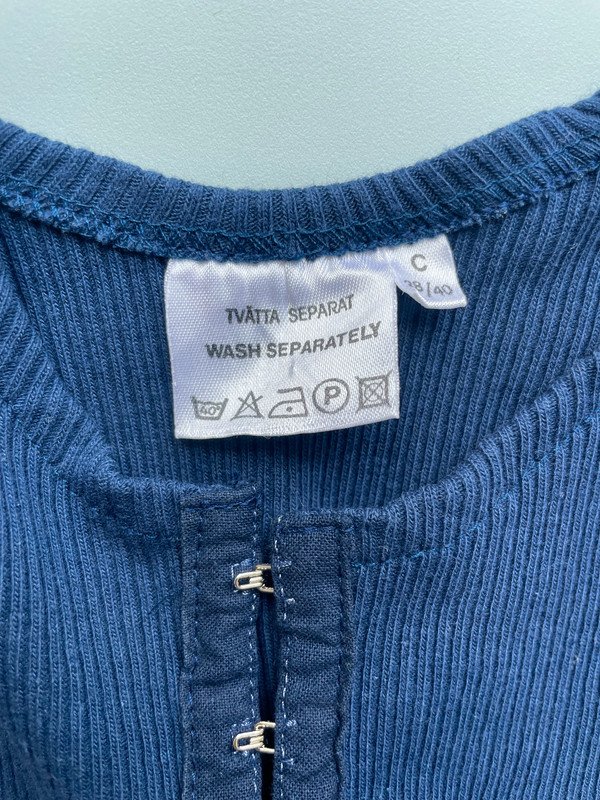 TVÄTTA SEPARAT
WASH SEPARATELY
40°
P
C
38/40